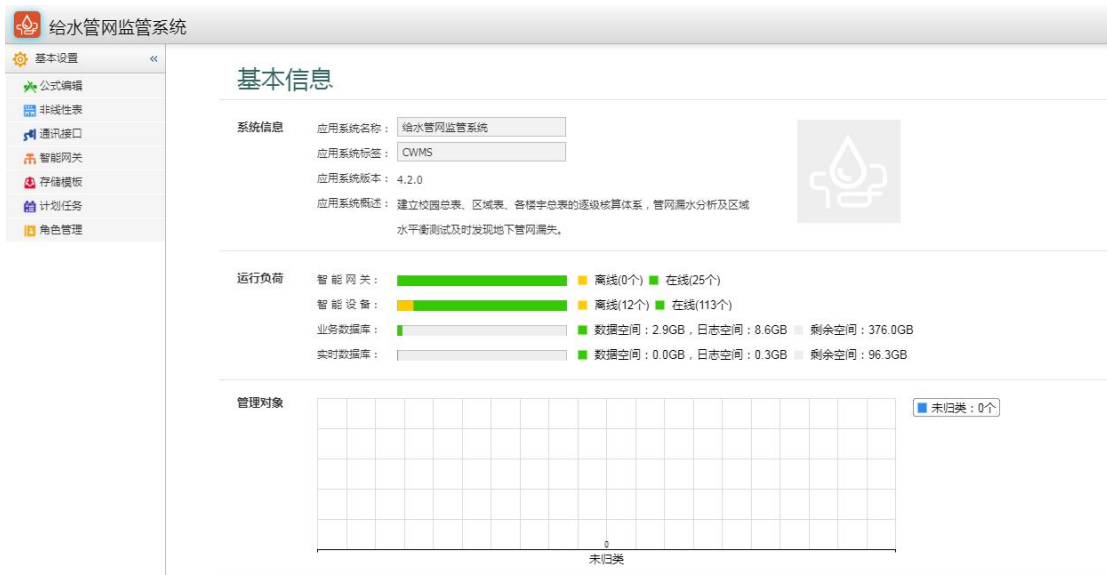 给水管网监管系统
基本设置 «
公式编辑
非线性表
通讯接口
智能网关
存储模板
计划任务
角色管理
基本信息
系统信息 应用系统名称： 给水管网监管系统
应用系统标签： CWMS
应用系统版本： 4.2.0
应用系统概述： 建立校园总表、区域表、各楼宇总表的逐级核算体系，管网漏水分析及区域
水平衡测试及时发现地下管网漏失。
运行负荷 智能网关： 离线(0个) 在线(25个)
智能设备： 离线(12个) 在线(113个)
业务数据库： 数据空间：2.9GB，日志空间：8.6GB 剩余空间：376.0GB
实时数据库： 数据空间：0.0GB，日志空间：0.3GB 剩余空间：96.3GB
管理对象 未归类：0个
0
未归类